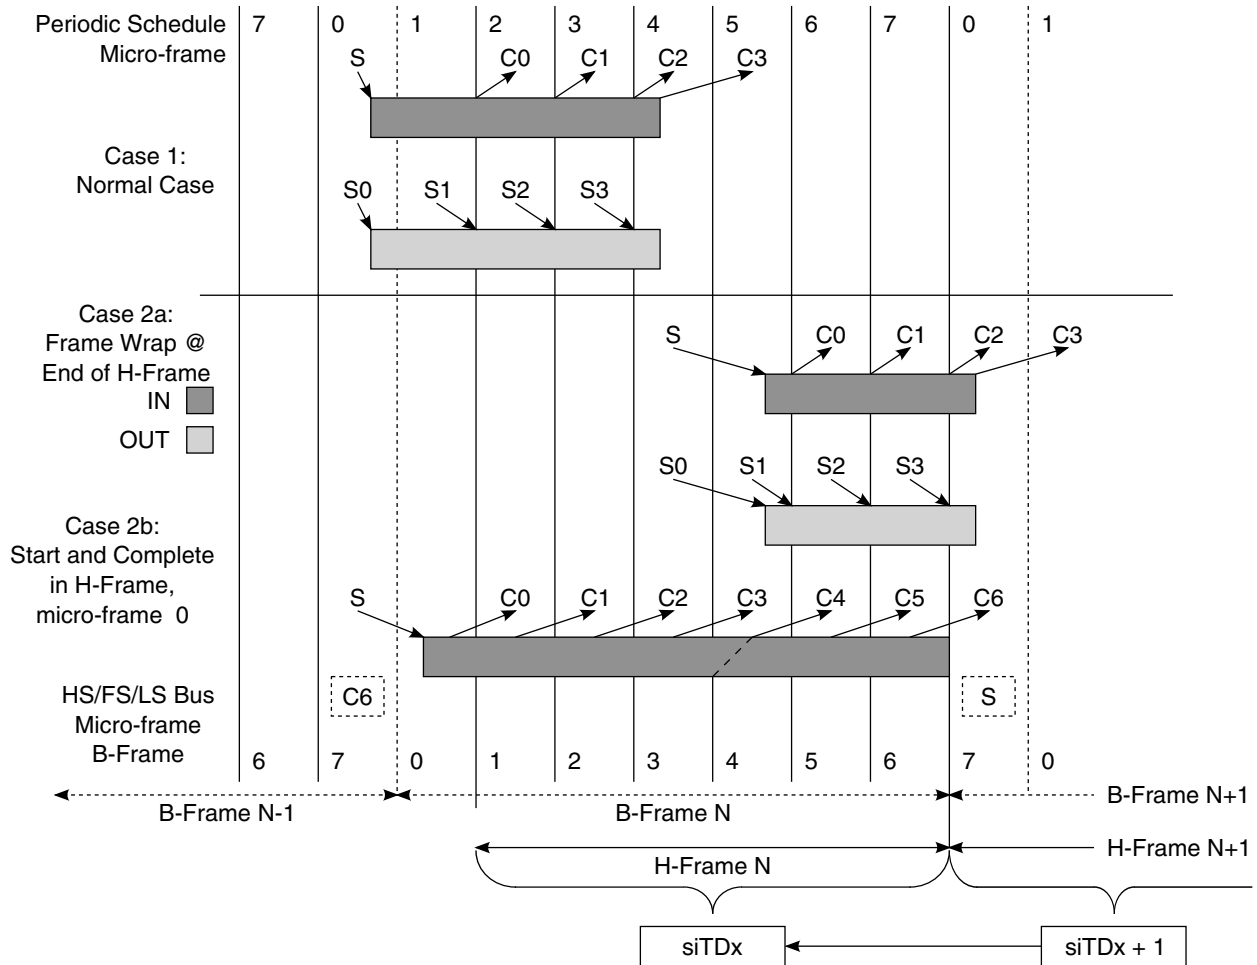 Periodic Schedule
Micro-frame
7 0 1 2 3 4 5 6 7 0 1
S C0 C1 C2 C3
Case 1:
Normal Case
S0 S1 S2 S3
Case 2a:
Frame Wrap @
End of H-Frame
S C0 C1 C2 C3
IN
OUT
S0 S1 S2 S3
Case 2b:
Start and Complete
in H-Frame,
micro-frame 0
S C0 C1 C2 C3 C4 C5 C6
C6 S
HS/FS/LS Bus
Micro-frame
B-Frame
6 7 0 1 2 3 4 5 6 7 0
B-Frame N-1
B-Frame N
B-Frame N+1
H-Frame N
H-Frame N+1
siTDx
siTDx + 1